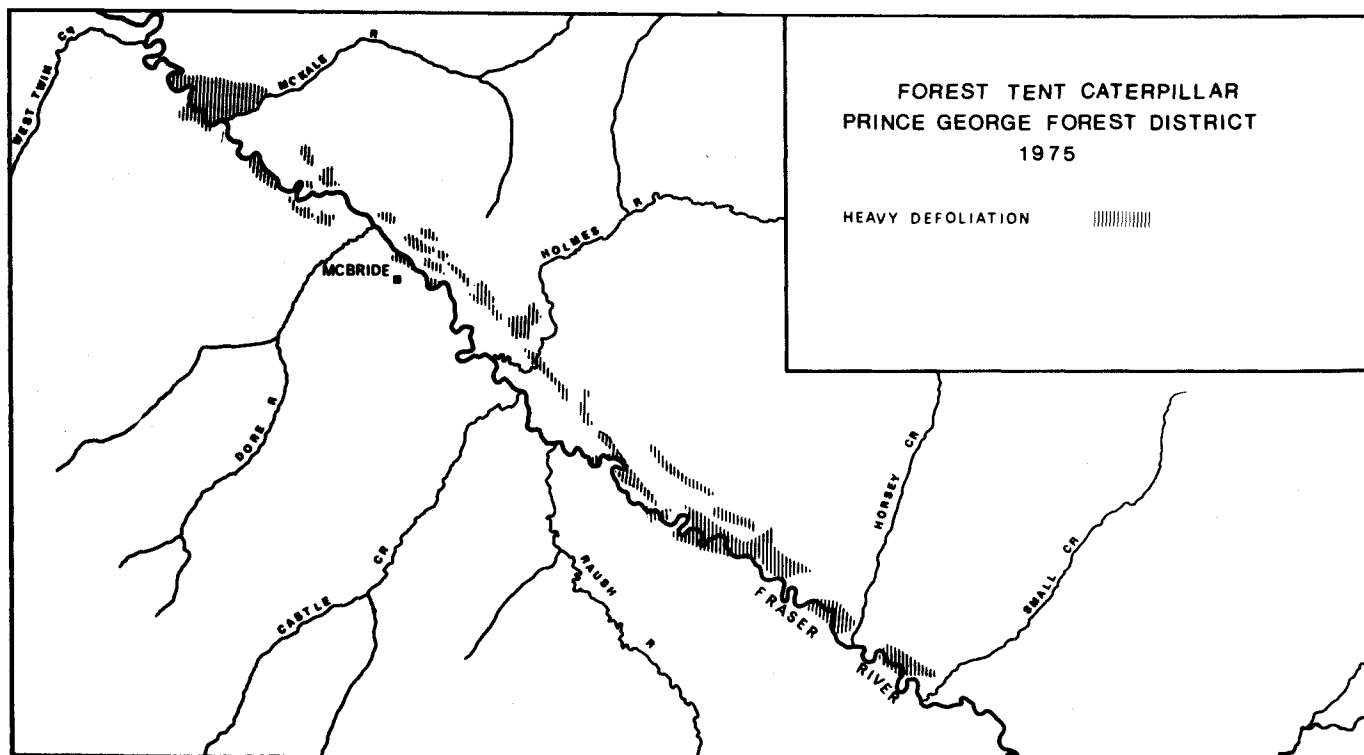 FOREST TENT CATERPILLAR
PRINCE GEORGE FOREST DISTRICT
1975
HEAVY DEFOLIATION
WEST TWIN CR
MCKALE R
HOLMES R
MCBRIDE
DORE R
CASTLE CR
RAUSH R
HORSEY CR
SMALL CR
FRASER
RIVER